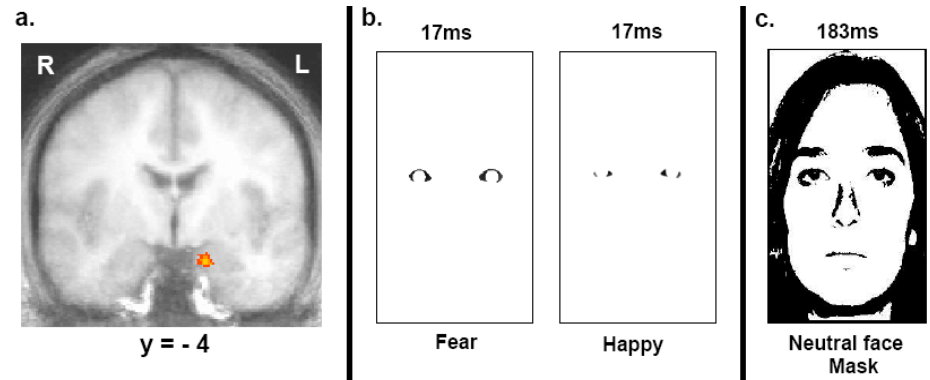 a.
R
L
y = - 4
b.
17ms
17ms
Fear
Happy
c.
183ms
Neutral face
Mask